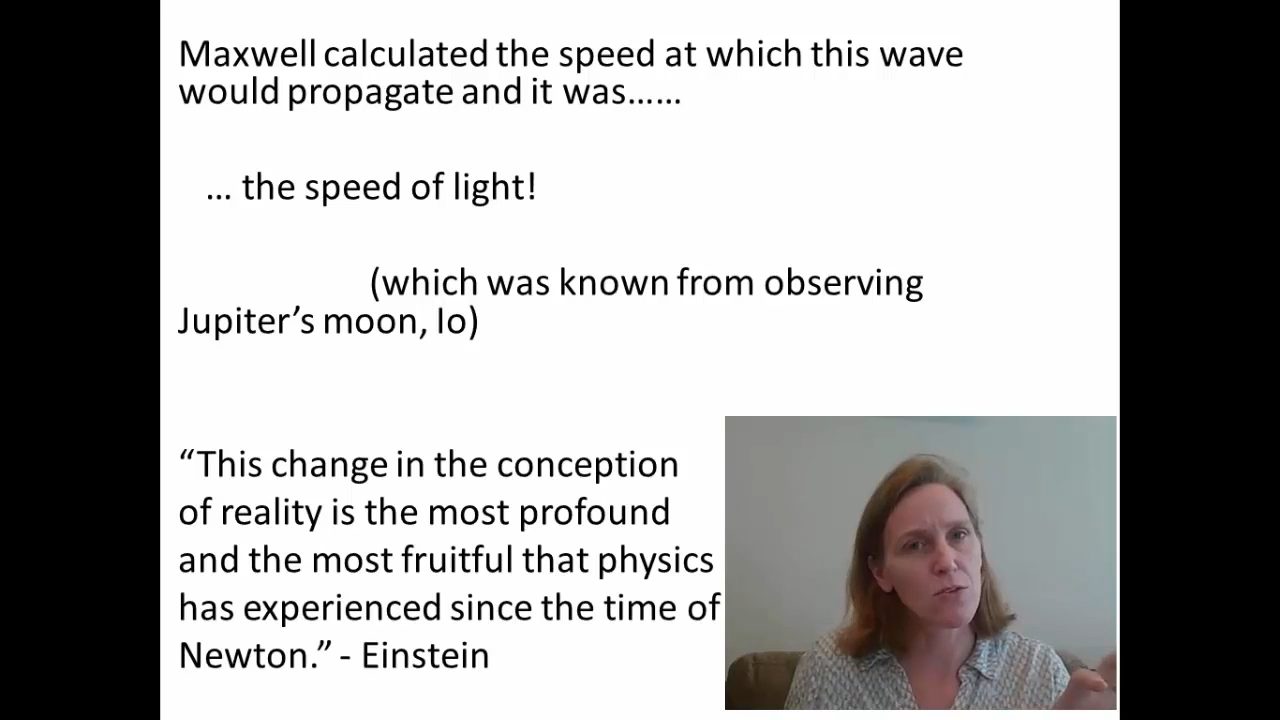 Maxwell calculated the speed at which this wave
would propagate and it was……
… the speed of light!
(which was known from observing
Jupiter’s moon, Io)
“This change in the conception
of reality is the most profound
and the most fruitful that physics
has experienced since the time of
Newton.” - Einstein